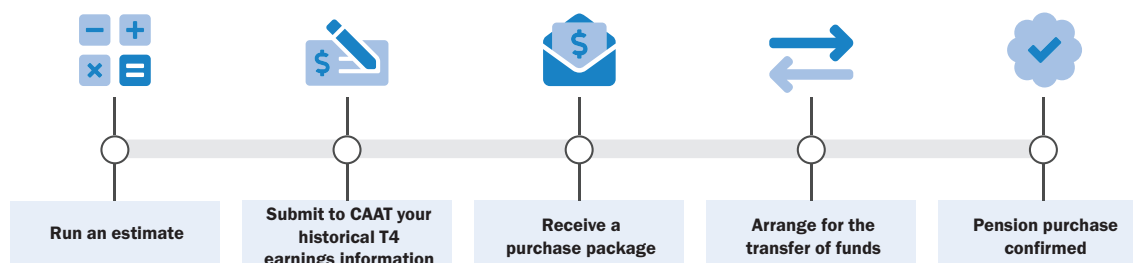 Run an estimate
Submit to CAAT your
historical T4
earnings information
Receive a
purchase package
Arrange for the
transfer of funds
Pension purchase
confirmed